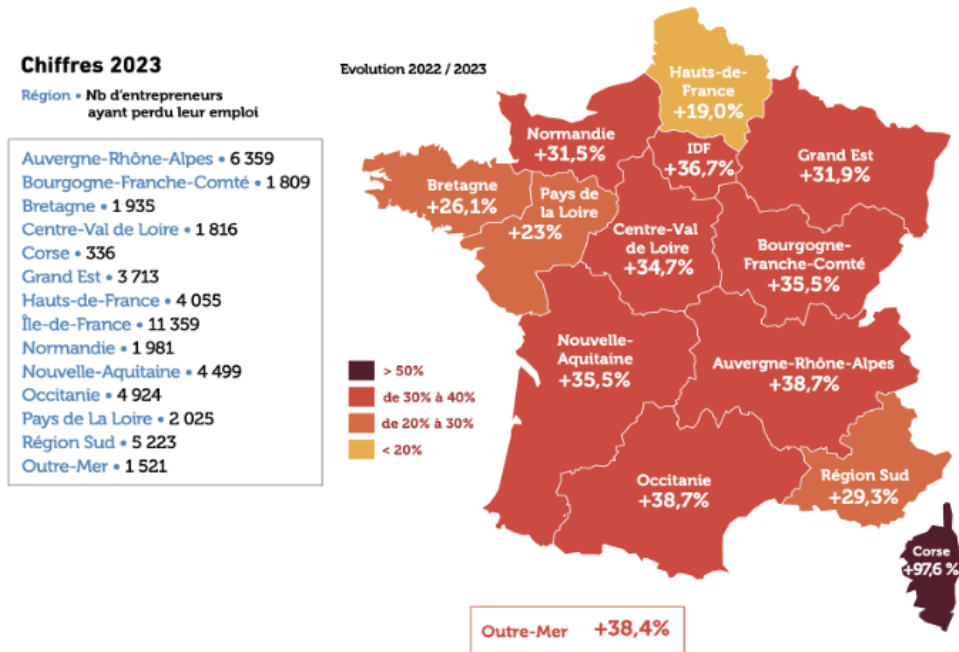 Chiffres 2023
Région • Nb d'entrepreneurs
ayant perdu leur emploi
Auvergne-Rhône-Alpes • 6 359
Bourgogne-Franche-Comté • 1 809
Bretagne • 1 935
Centre-Val de Loire • 1 816
Corse • 336
Grand Est • 3 713
Hauts-de-France • 4 055
Île-de-France • 11 359
Normandie • 1 981
Nouvelle-Aquitaine • 4 499
Occitanie • 4 924
Pays de La Loire • 2 025
Région Sud • 5 223
Outre-Mer • 1 521
Evolution 2022 / 2023
Hauts-de-
France
+19,0%
Normandie
+31,5%
IDF
+36,7%
Grand Est
+31,9%
Bretagne
+26,1%
Pays de
la Loire
+23%
Centre-Val
de Loire
+34,7%
Bourgogne-
Franche-Comté
+35,5%
Nouvelle-
Aquitaine
+35,5%
Auvergne-Rhône-Alpes
+38,7%
> 50%
de 30% à 40%
de 20% à 30%
< 20%
Occitanie
+38,7%
Région Sud
+29,3%
Corse
+97,6 %
Outre-Mer +38,4%